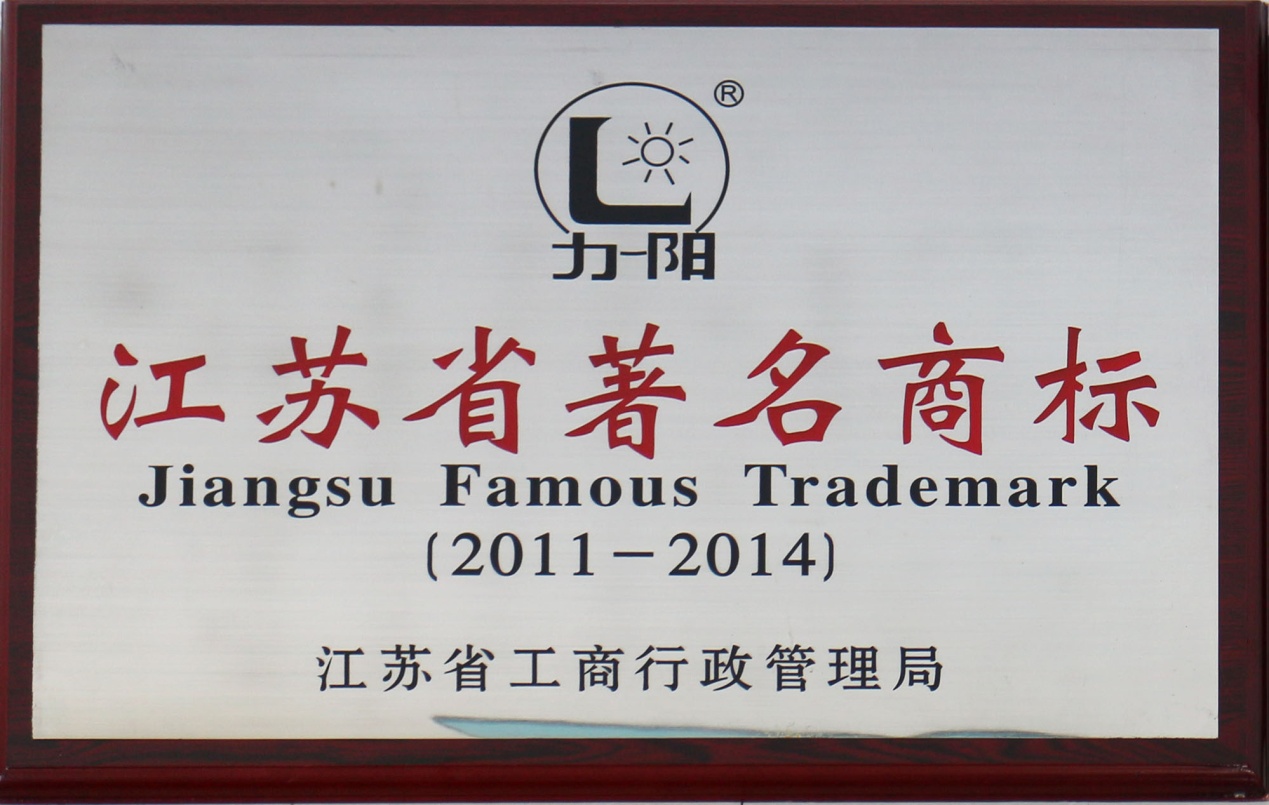 ®
力一阳
江苏省著名商标
Jiangsu Famous Trademark
(2011-2014)
江苏省工商行政管理局